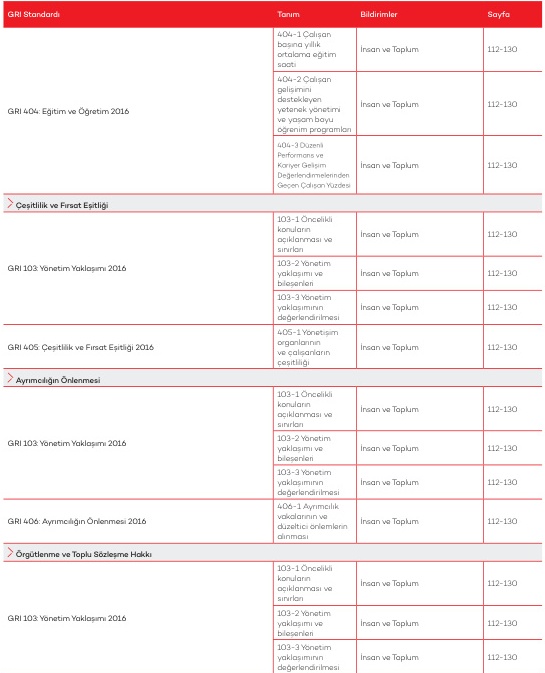 GRI Standardı Tanım Bildirimler Sayfa
GRI 404: Eğitim ve Öğretim 2016
404-1 Çalışan
başına yıllık
ortalama eğitim
saati
İnsan ve Toplum 112-130
404-2 Çalışan
gelişimini
destekleyen
yetenek yönetimi
ve yaşam boyu
öğrenim programları
İnsan ve Toplum 112-130
404-3 Düzenli
Performans ve
Kariyer Gelişim
Değerlendirmelerinden
Geçen Çalışan Yüzdesi
İnsan ve Toplum 112-130
Çeşitlilik ve Fırsat Eşitliği
GRI 103: Yönetim Yaklaşımı 2016
103-1 Öncelikli
konuların
açıklanması ve
sınırları
İnsan ve Toplum 112-130
103-2 Yönetim
yaklaşımı ve
bileşenleri
İnsan ve Toplum 112-130
103-3 Yönetim
yaklaşımının
değerlendirilmesi
İnsan ve Toplum 112-130
GRI 405: Çeşitlilik ve Fırsat Eşitliği 2016
405-1 Yönetişim
organlarının
ve çalışanların
çeşitliliği
İnsan ve Toplum 112-130
Ayrımcılığın Önlenmesi
GRI 103: Yönetim Yaklaşımı 2016
103-1 Öncelikli
konuların
açıklanması ve
sınırları
İnsan ve Toplum 112-130
103-2 Yönetim
yaklaşımı ve
bileşenleri
İnsan ve Toplum 112-130
103-3 Yönetim
yaklaşımının
değerlendirilmesi
İnsan ve Toplum 112-130
GRI 406: Ayrımcılığın Önlenmesi 2016
406-1 Ayrımcılık
vakalarının ve
düzeltici önlemlerin
alınması
İnsan ve Toplum 112-130
Örgütlenme ve Toplu Sözleşme Hakkı
GRI 103: Yönetim Yaklaşımı 2016
103-1 Öncelikli
konuların
açıklanması ve
sınırları
İnsan ve Toplum 112-130
103-2 Yönetim
yaklaşımı ve
bileşenleri
İnsan ve Toplum 112-130
103-3 Yönetim
yaklaşımının
değerlendirilmesi
İnsan ve Toplum 112-130